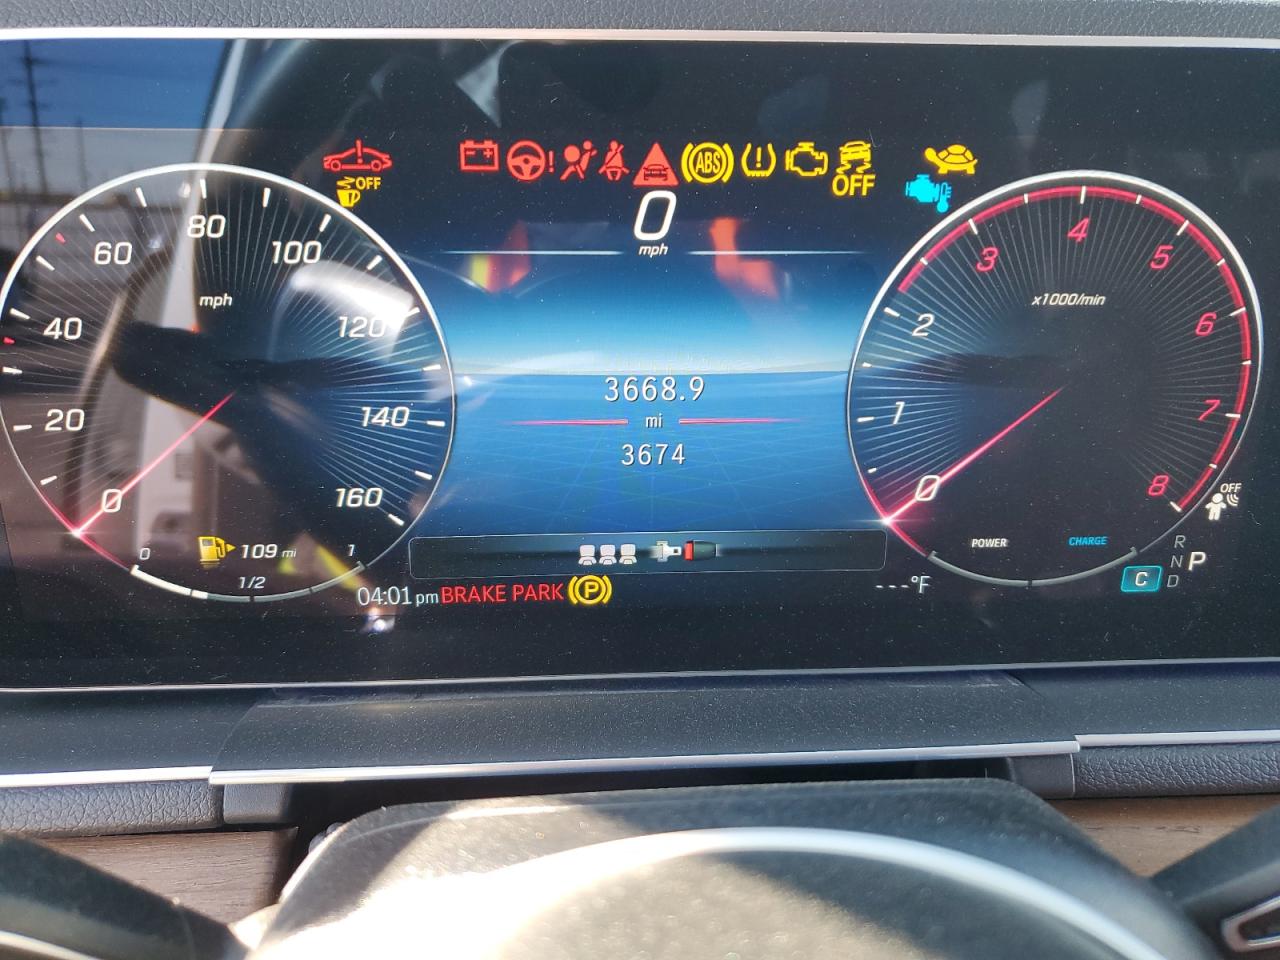 OFF
ABS
OFF
0
mph
0
20
40
60
80
100
120
140
160
mph
109 mi
0
1/2
1
3668.9
mi
3674
0
1
2
3
4
5
6
7
8
x1000/min
OFF
POWER
CHARGE
R
N P
D
C
04:01 pm BRAKE PARK P
---°F